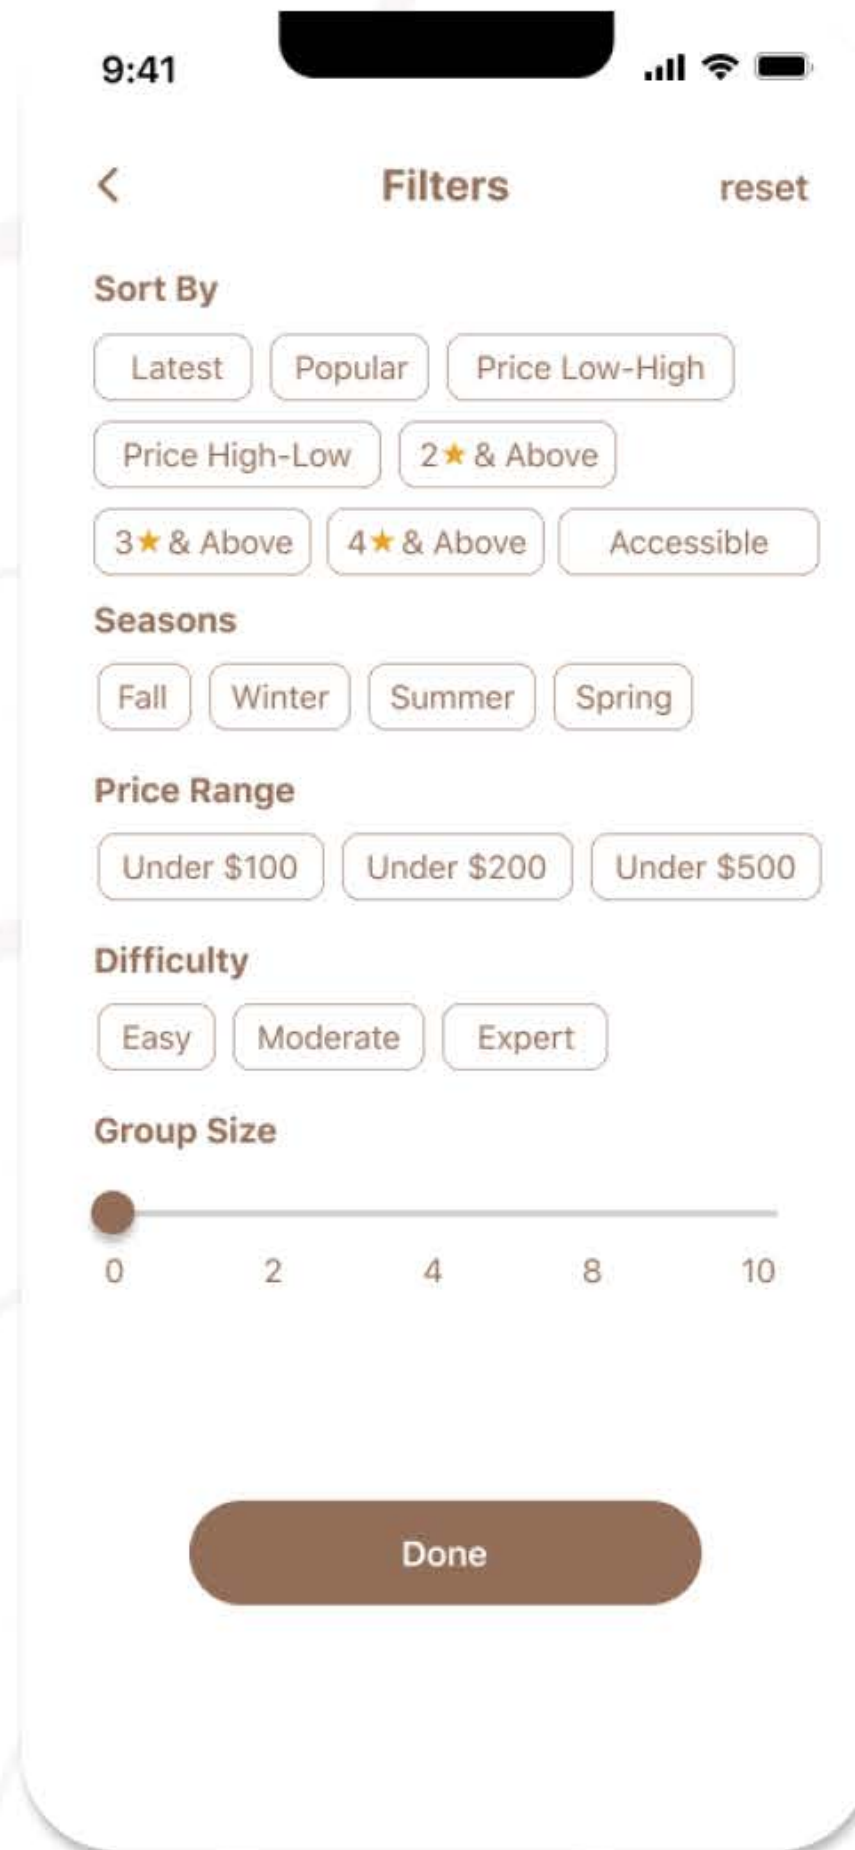 9:41
Filters reset
Sort By
Latest Popular Price Low-High
Price High-Low 2★ & Above
3★ & Above 4★ & Above Accessible
Seasons
Fall Winter Summer Spring
Price Range
Under $100 Under $200 Under $500
Difficulty
Easy Moderate Expert
Group Size
0 2 4 8 10
Done